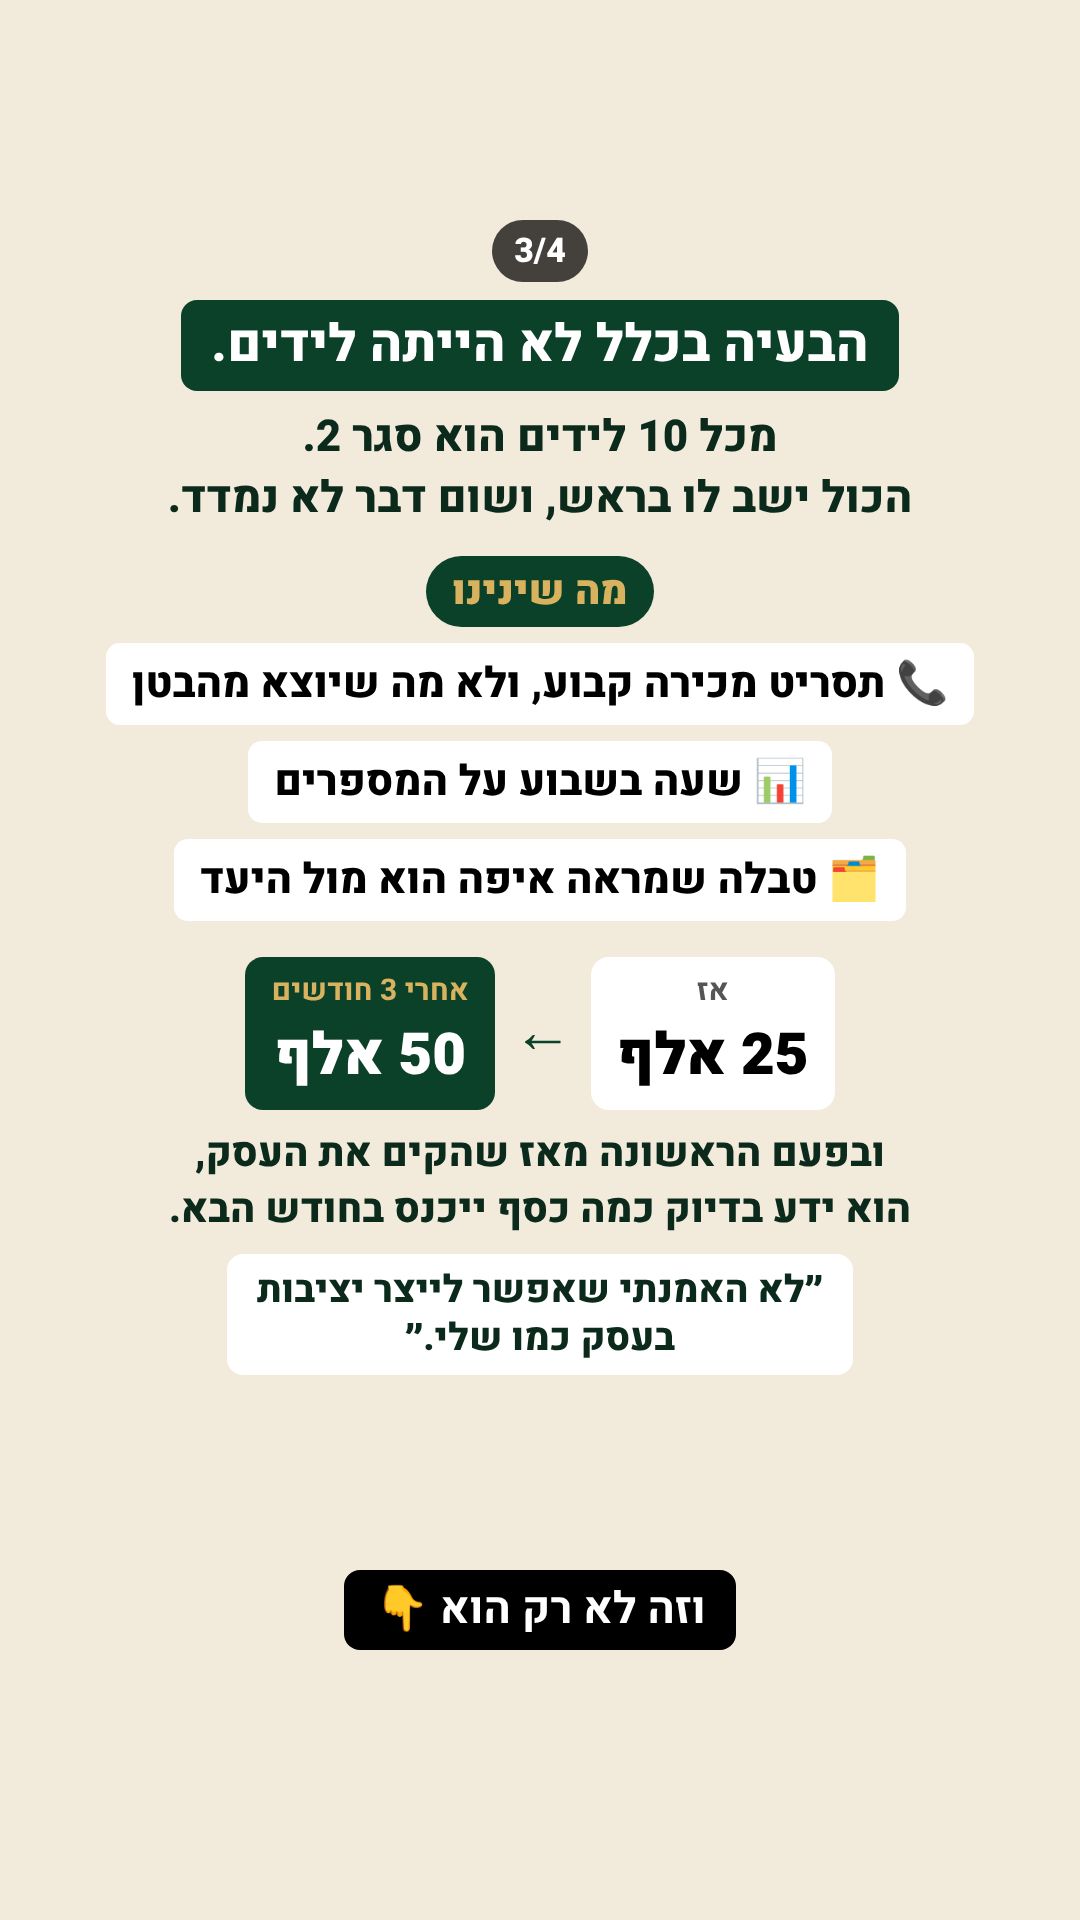 3/4
הבעיה בכלל לא הייתה לידים.
מכל 10 לידים הוא סגר 2.
הכול ישב לו בראש, ושום דבר לא נמדד.
מה שינינו
📞 תסריט מכירה קבוע, ולא מה שיוצא מהבטן
📊 שעה בשבוע על המספרים
🗂️ טבלה שמראה איפה הוא מול היעד
אז
25 אלף
←
אחרי 3 חודשים
50 אלף
ובפעם הראשונה מאז שהקים את העסק,
הוא ידע בדיוק כמה כסף ייכנס בחודש הבא.
״לא האמנתי שאפשר לייצר יציבות
בעסק כמו שלי.״
וזה לא רק הוא 👇